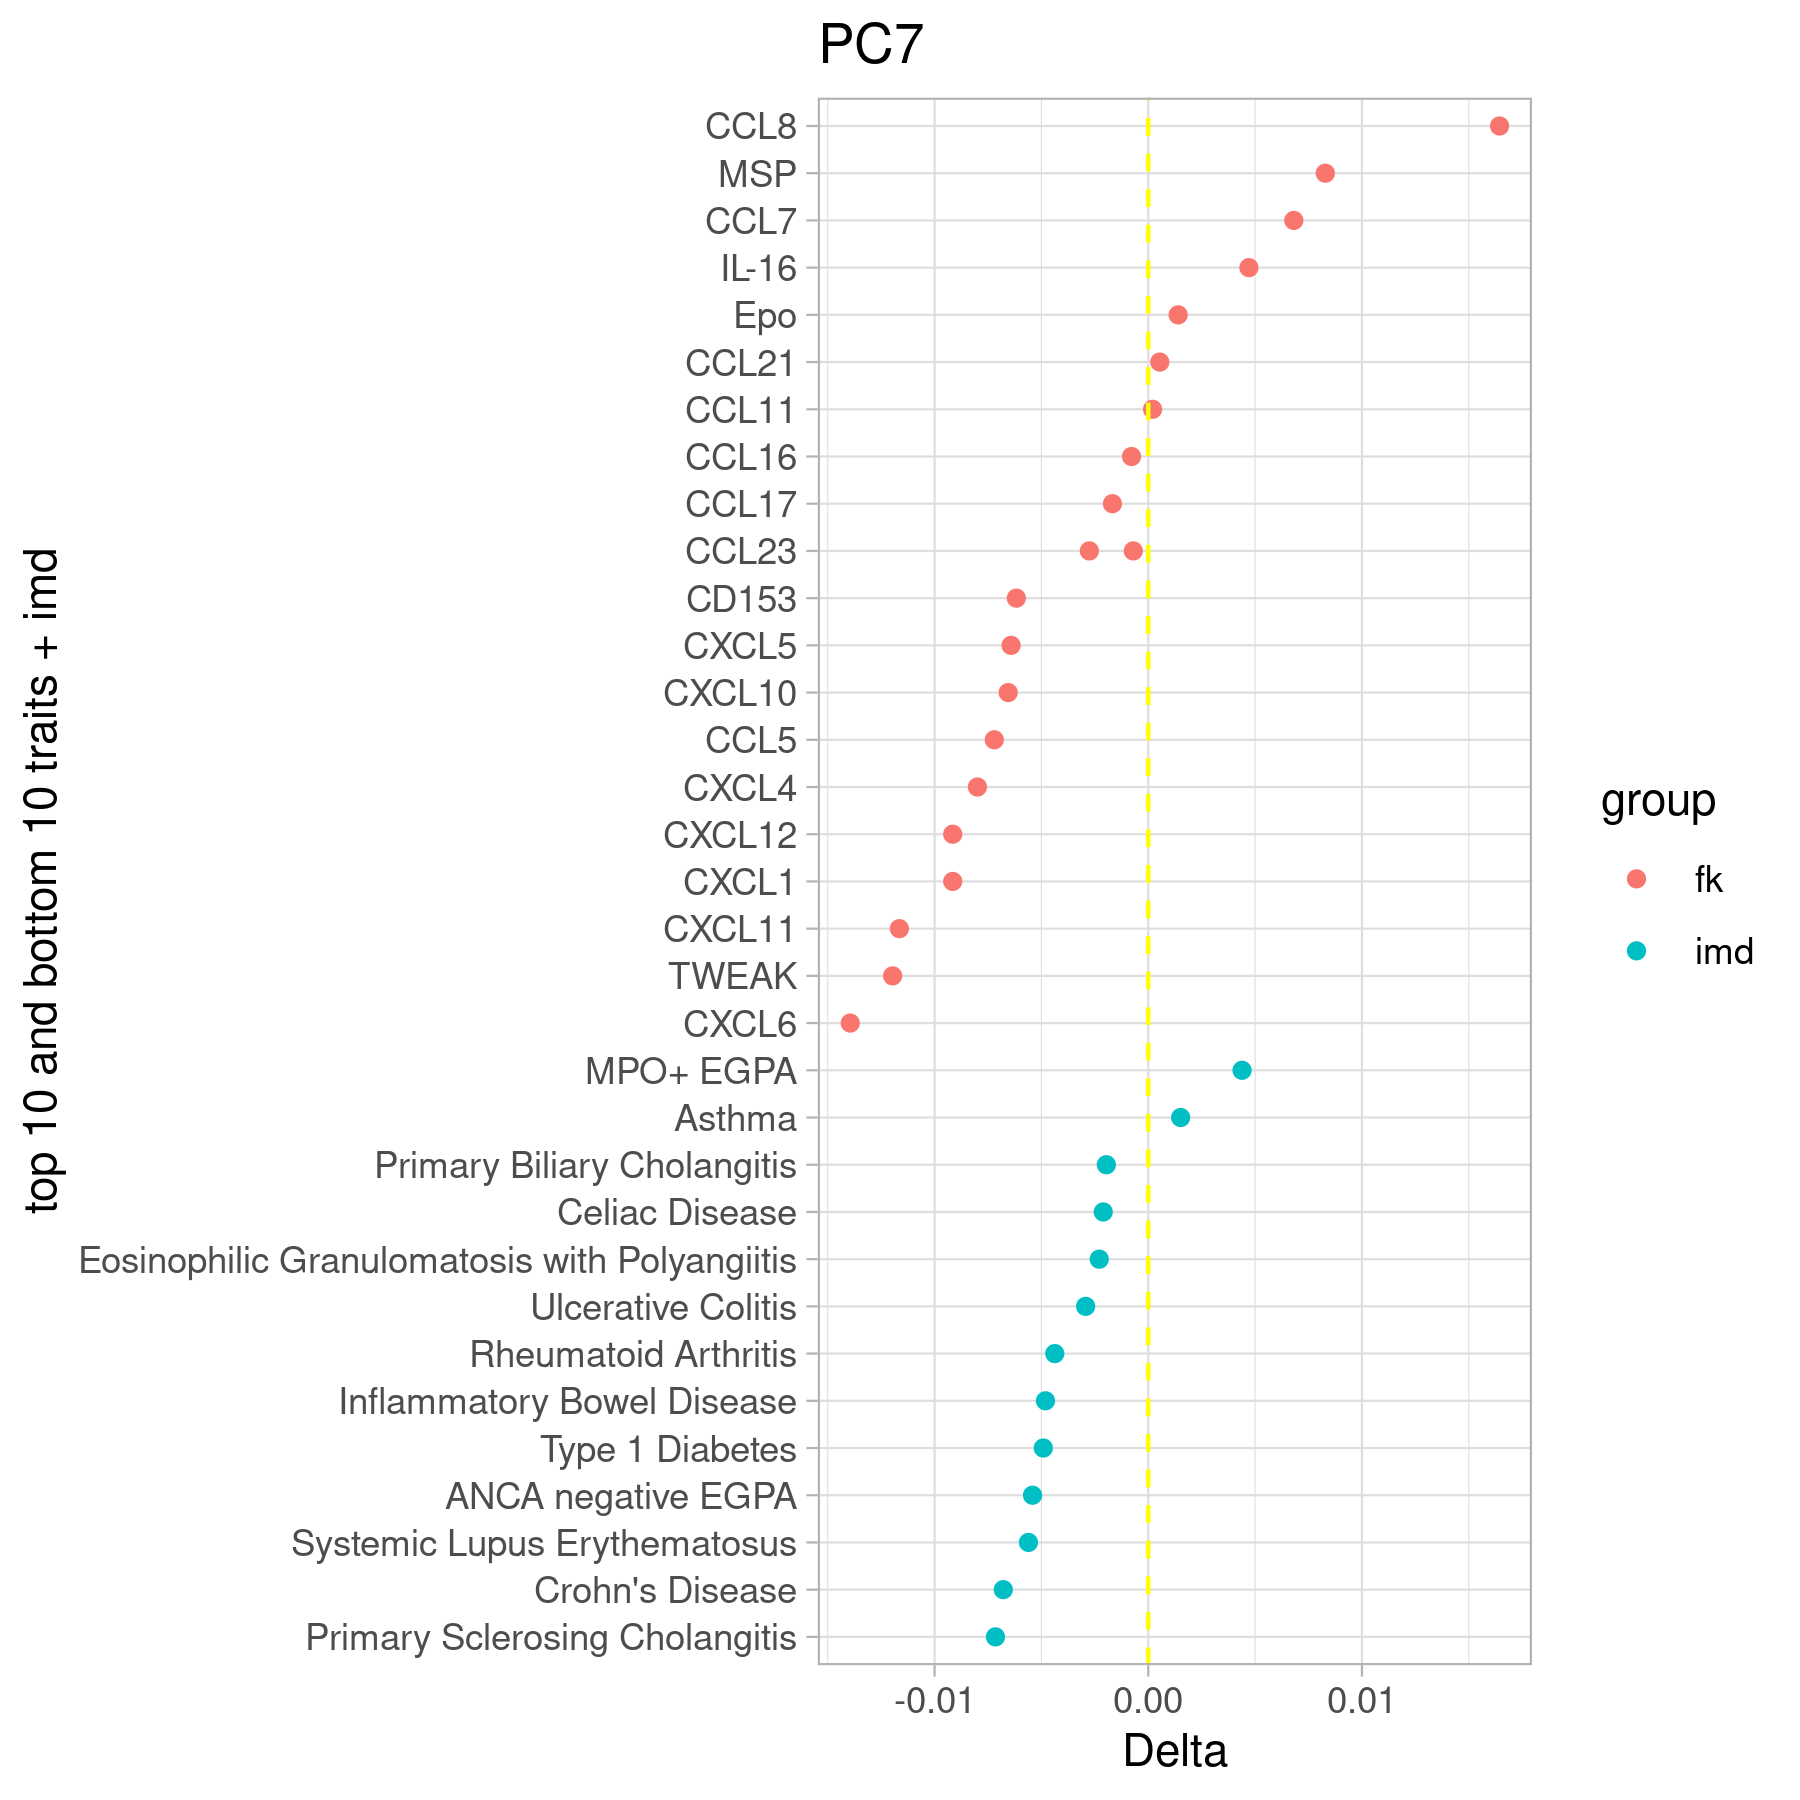 PC7
CCL8
MSP
CCL7
IL-16
Epo
CCL21
CCL11
CCL16
CCL17
CCL23
CD153
CXCL5
CXCL10
CCL5
CXCL4
CXCL12
CXCL1
CXCL11
TWEAK
CXCL6
MPO+ EGPA
Asthma
Primary Biliary Cholangitis
Celiac Disease
Eosinophilic Granulomatosis with Polyangiitis
Ulcerative Colitis
Rheumatoid Arthritis
Inflammatory Bowel Disease
Type 1 Diabetes
ANCA negative EGPA
Systemic Lupus Erythematosus
Crohn's Disease
Primary Sclerosing Cholangitis
top 10 and bottom 10 traits + imd
-0.01 0.00 0.01
Delta
group
fk
imd